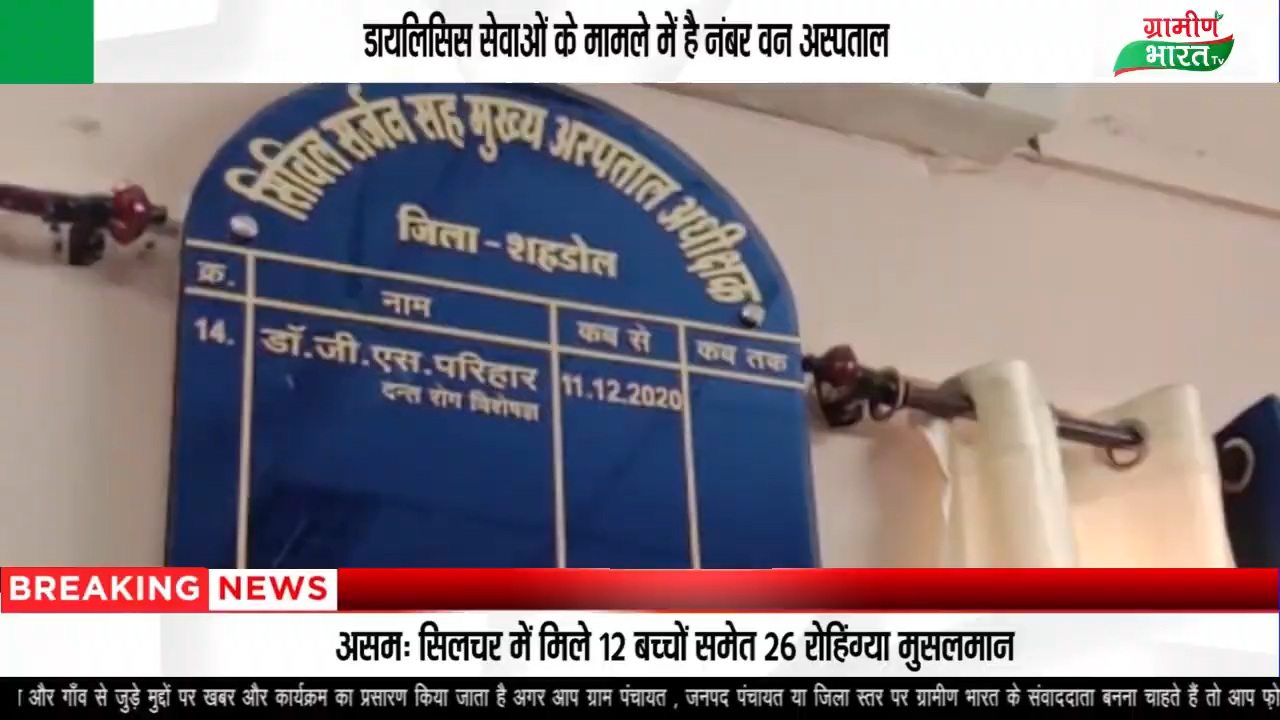 डायलिसिस सेवाओं के मामले में है नंबर वन अस्पताल
ग्रामीण
भारत Tv
सिविल सर्जन सह मुख्य अस्पताल अधीक्षक
जिला - शहडोल
क्र. नाम कब से कब तक
14. डॉ.जी.एस.परिहार 11.12.2020
दन्त रोग विशेषज्ञ
BREAKING NEWS
असमः सिलचर में मिले 12 बच्चों समेत 26 रोहिंग्या मुसलमान
और गाँव से जुड़े मुद्दों पर खबर और कार्यक्रम का प्रसारण किया जाता है अगर आप ग्राम पंचायत , जनपद पंचायत या जिला स्तर पर ग्रामीण भारत के संवाददाता बनना चाहते हैं तो आप